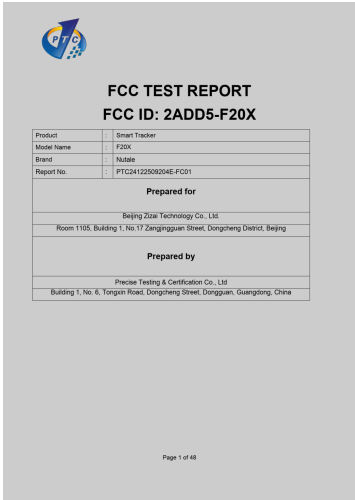 PTC
FCC TEST REPORT
FCC ID: 2ADD5-F20X
Product : Smart Tracker
Model Name : F20X
Brand : Nutale
Report No. : PTC24122509204E-FC01
Prepared for
Beijing Zizai Technology Co., Ltd.
Room 1105, Building 1, No.17 Zangjingguan Street, Dongcheng District, Beijing
Prepared by
Precise Testing & Certification Co., Ltd
Building 1, No. 6, Tongxin Road, Dongcheng Street, Dongguan, Guangdong, China
Page 1 of 48